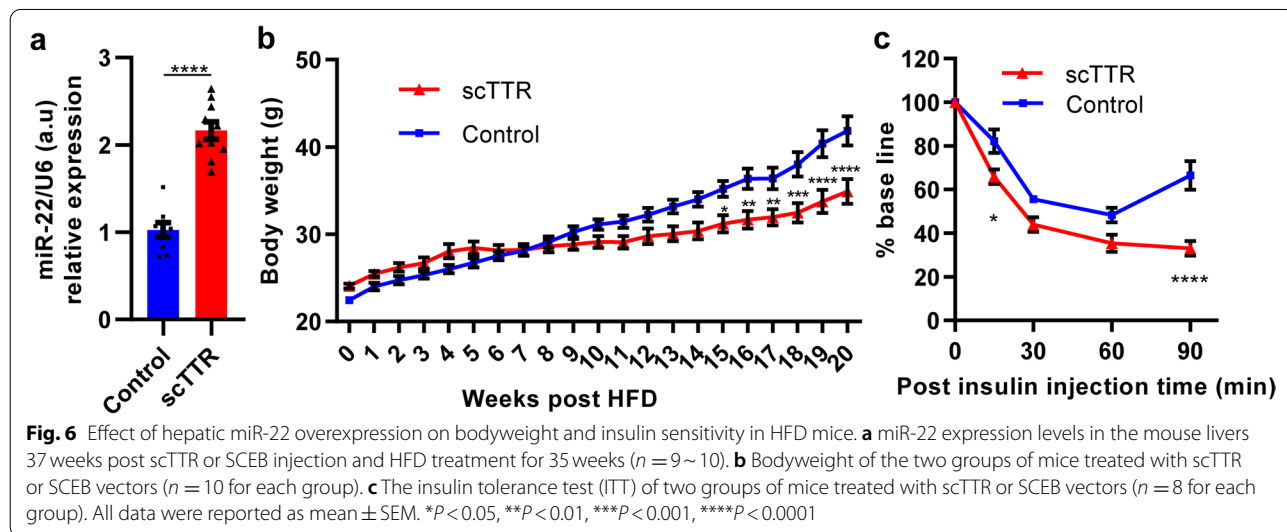 a
3
2
1
0
miR-22/U6 (a.u)
relative expression
****
Control
scTTR
b
50
40
30
20
Body weight (g)
scTTR
Control
*
**
**
***
****
****
0 1 2 3 4 5 6 7 8 9 10 11 12 13 14 15 16 17 18 19 20
Weeks post HFD
c
120
100
80
60
40
20
0
% base line
scTTR
Control
*
****
0 30 60 90
Post insulin injection time (min)
Fig. 6 Effect of hepatic miR-22 overexpression on bodyweight and insulin sensitivity in HFD mice. a miR-22 expression levels in the mouse livers
37 weeks post scTTR or SCEB injection and HFD treatment for 35 weeks (n = 9 ~ 10). b Bodyweight of the two groups of mice treated with scTTR
or SCEB vectors (n = 10 for each group). c The insulin tolerance test (ITT) of two groups of mice treated with scTTR or SCEB vectors (n = 8 for each
group). All data were reported as mean ± SEM. *P < 0.05, **P < 0.01, ***P < 0.001, ****P < 0.0001